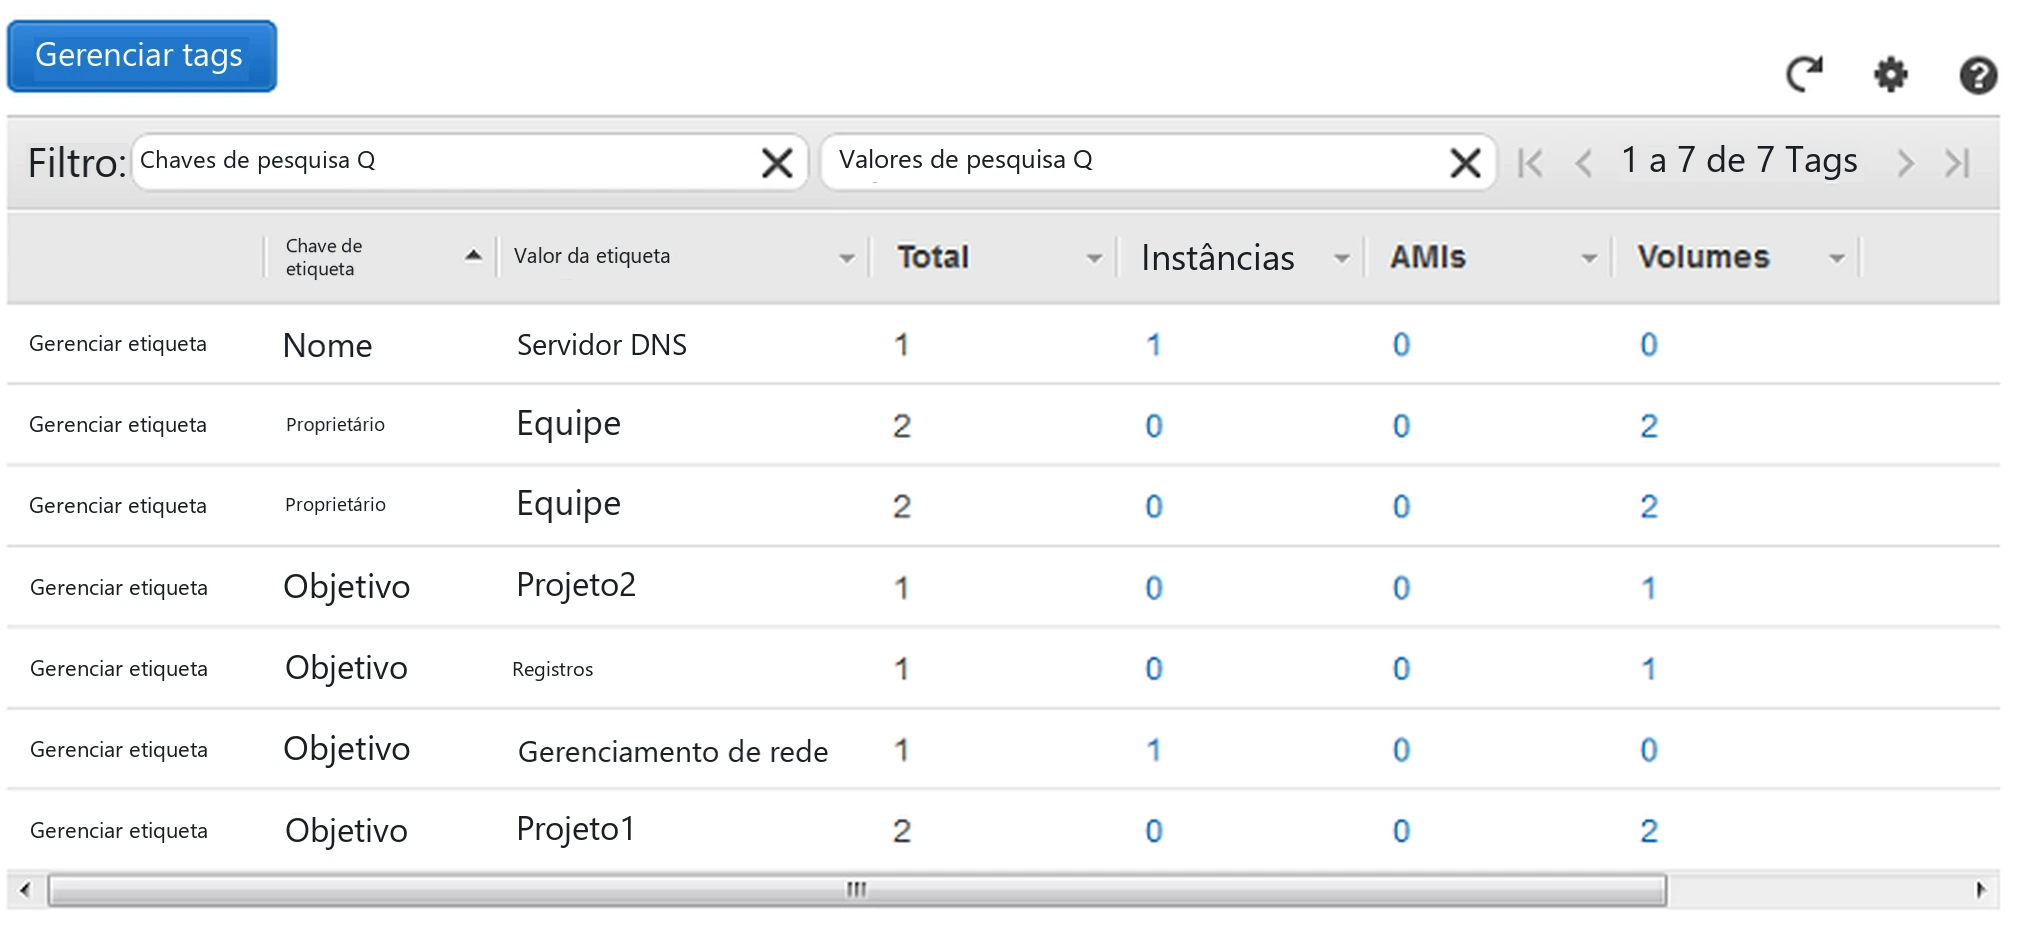 Gerenciar tags
Filtro: Chaves de pesquisa Q Valores de pesquisa Q 1 a 7 de 7 Tags
Chave de etiqueta Valor da etiqueta Total Instâncias AMIs Volumes
Gerenciar etiqueta Nome Servidor DNS 1 1 0 0
Gerenciar etiqueta Proprietário Equipe 2 0 0 2
Gerenciar etiqueta Proprietário Equipe 2 0 0 2
Gerenciar etiqueta Objetivo Projeto2 1 0 0 1
Gerenciar etiqueta Objetivo Registros 1 0 0 1
Gerenciar etiqueta Objetivo Gerenciamento de rede 1 1 0 0
Gerenciar etiqueta Objetivo Projeto1 2 0 0 2